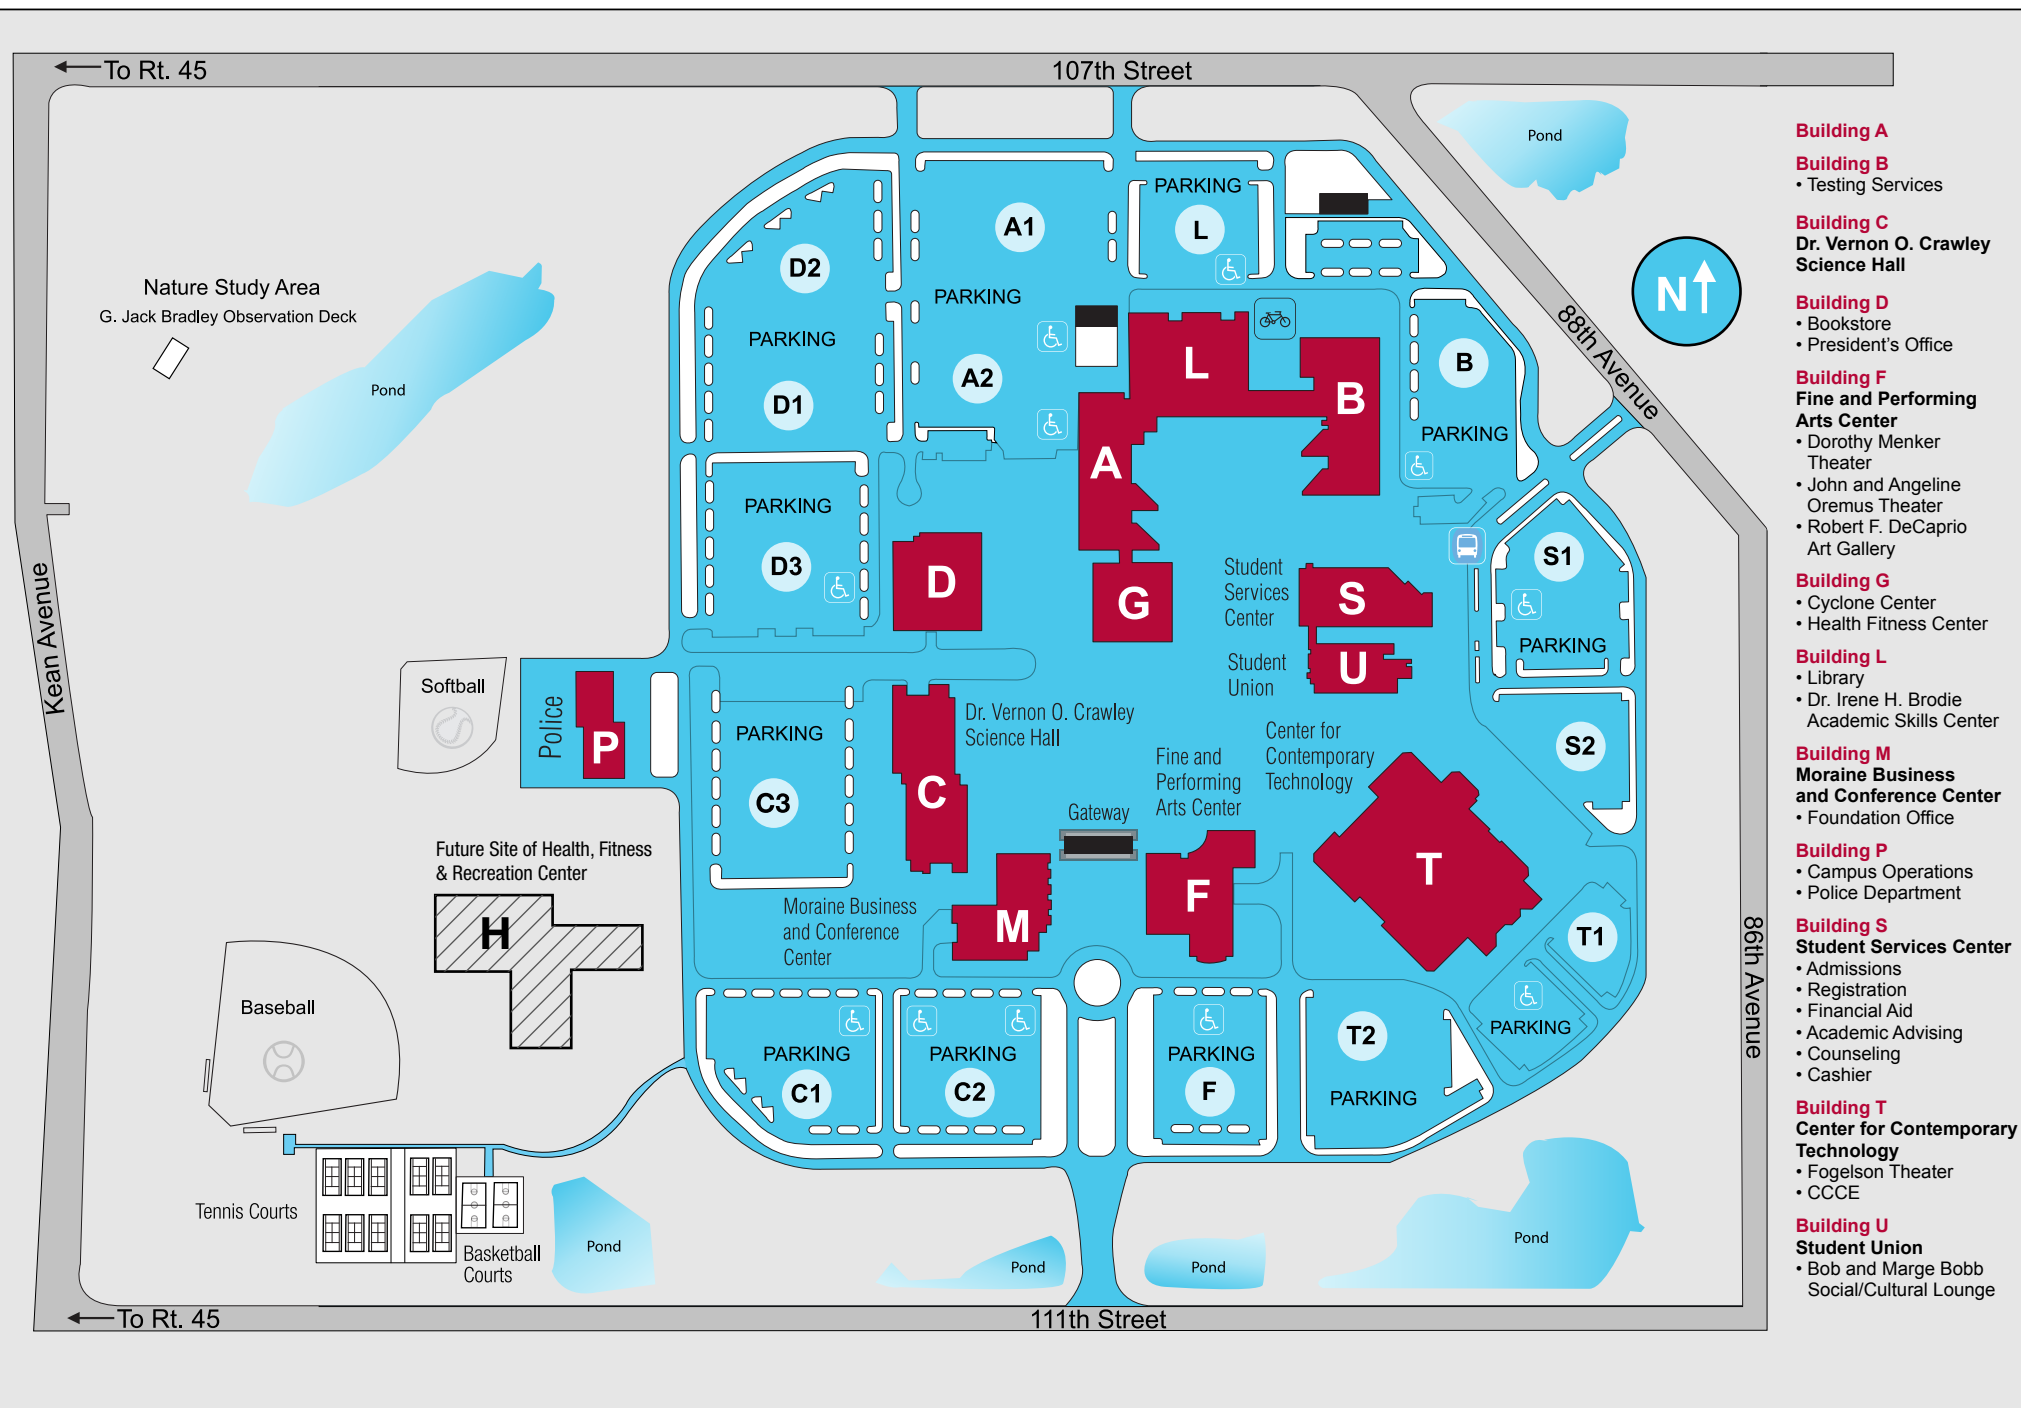 To Rt. 45
107th Street
Pond
88th Avenue
N
Nature Study Area
G. Jack Bradley Observation Deck
Pond
Kean Avenue
D2
PARKING
D1
A1
PARKING
A2
PARKING
L
L
B
A
B
PARKING
PARKING
D3
D
G
Student
Services
Center
S
S1
PARKING
Student
Union
U
Softball
Police
P
PARKING
C3
Dr. Vernon O. Crawley
Science Hall
C
Center for
Contemporary
Technology
Fine and
Performing
Arts Center
Gateway
S2
T
F
Moraine Business
and Conference
Center
M
T1
PARKING
Future Site of Health, Fitness
& Recreation Center
H
Baseball
PARKING
C1
PARKING
C2
PARKING
F
T2
PARKING
86th Avenue
Tennis Courts
Basketball
Courts
Pond
Pond
Pond
Pond
To Rt. 45
111th Street
Building A
Building B
• Testing Services
Building C
Dr. Vernon O. Crawley
Science Hall
Building D
• Bookstore
• President's Office
Building F
Fine and Performing
Arts Center
• Dorothy Menker
Theater
• John and Angeline
Oremus Theater
• Robert F. DeCaprio
Art Gallery
Building G
• Cyclone Center
• Health Fitness Center
Building L
• Library
• Dr. Irene H. Brodie
Academic Skills Center
Building M
Moraine Business
and Conference Center
• Foundation Office
Building P
• Campus Operations
• Police Department
Building S
Student Services Center
• Admissions
• Registration
• Financial Aid
• Academic Advising
• Counseling
• Cashier
Building T
Center for Contemporary
Technology
• Fogelson Theater
• CCCE
Building U
Student Union
• Bob and Marge Bobb
Social/Cultural Lounge